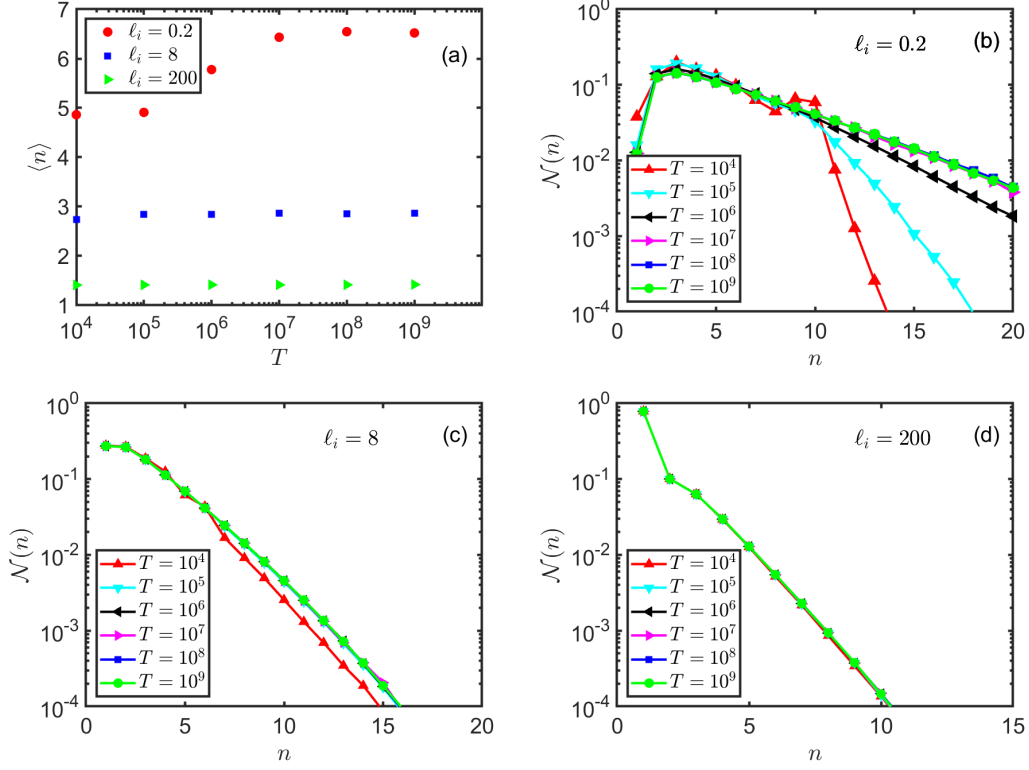 7
6
5
4
3
2
1
⟨n⟩
10^4 10^5 10^6 10^7 10^8 10^9
T
ℓ_i = 0.2
ℓ_i = 8
ℓ_i = 200
(a)
10^0
10^-1
10^-2
10^-3
10^-4
𝒩(n)
0 5 10 15 20
n
ℓ_i = 0.2
(b)
T = 10^4
T = 10^5
T = 10^6
T = 10^7
T = 10^8
T = 10^9
10^0
10^-1
10^-2
10^-3
10^-4
𝒩(n)
0 5 10 15 20
n
ℓ_i = 8
(c)
T = 10^4
T = 10^5
T = 10^6
T = 10^7
T = 10^8
T = 10^9
10^0
10^-1
10^-2
10^-3
10^-4
𝒩(n)
0 5 10 15
n
ℓ_i = 200
(d)
T = 10^4
T = 10^5
T = 10^6
T = 10^7
T = 10^8
T = 10^9